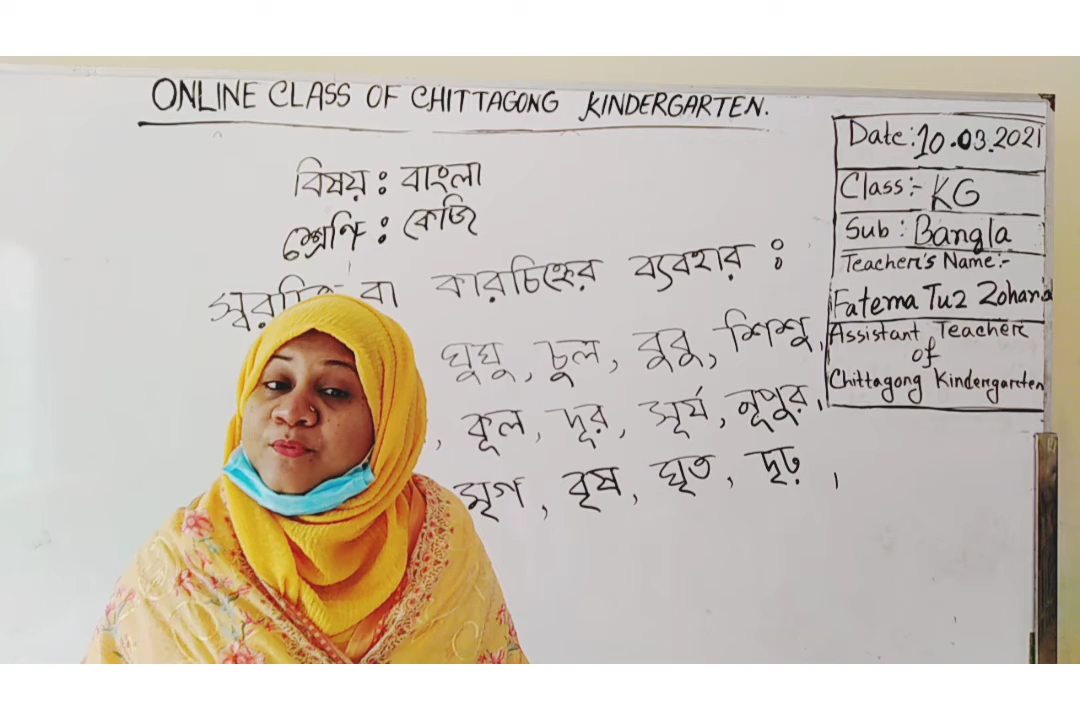 ONLINE CLASS OF CHITTAGONG KINDERGARTEN.
বিষয় : বাংলা
শ্রেণি : কেজি
স্বরচিহ্ন বা কারচিহ্নের ব্যবহার :
ঘুঘু, চুল, বুবু, শিশু,
, কূল, দূর, সূর্য, নূপুর,
মৃগ, বৃষ, ঘৃত, দৃঢ়,
Date: 10.03.2021
Class:- KG
Sub: Bangla
Teacher's Name:-
Fatema Tuz Zohara
Assistant Teacher
of
Chittagong Kindergarten